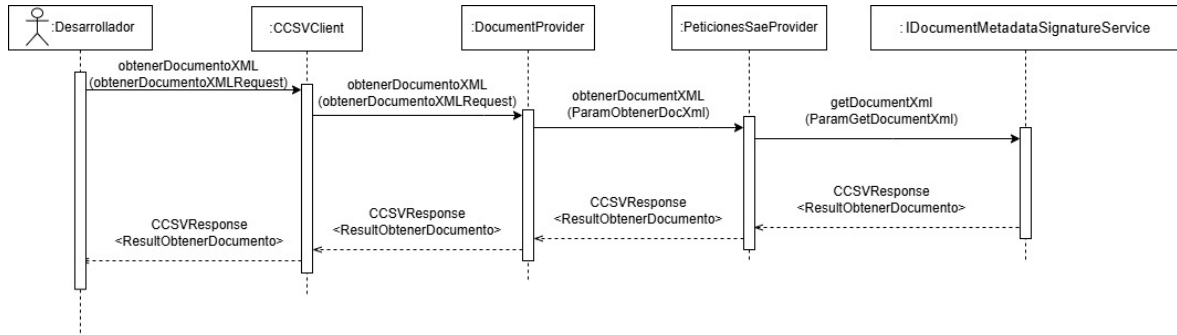 :Desarrollador
:CCSVClient
:DocumentProvider
:PeticionesSaeProvider
: IDocumentMetadataSignatureService
obtenerDocumentoXML
(obtenerDocumentoXMLRequest)
obtenerDocumentoXML
(obtenerDocumentoXMLRequest)
obtenerDocumentXML
(ParamObtenerDocXml)
getDocumentXml
(ParamGetDocumentXml)
CCSVResponse
<ResultObtenerDocumento>
CCSVResponse
<ResultObtenerDocumento>
CCSVResponse
<ResultObtenerDocumento>
CCSVResponse
<ResultObtenerDocumento>